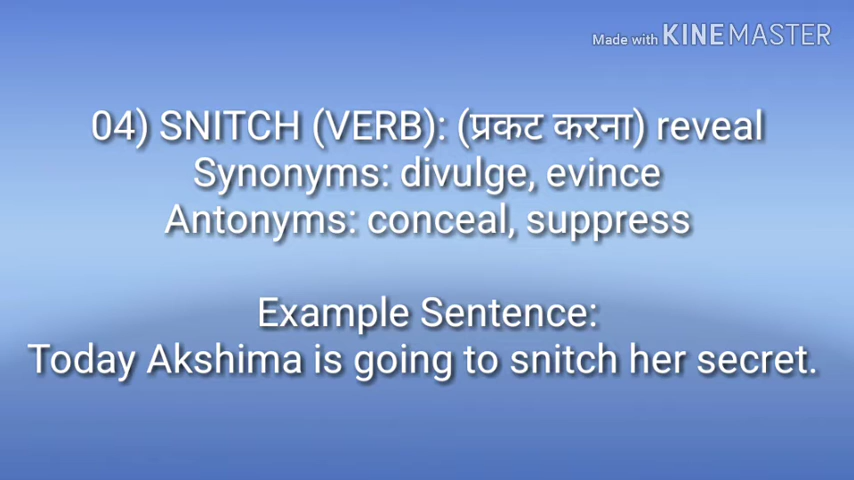 Made with KINEMASTER
04) SNITCH (VERB): (प्रकट करना) reveal
Synonyms: divulge, evince
Antonyms: conceal, suppress
Example Sentence:
Today Akshima is going to snitch her secret.